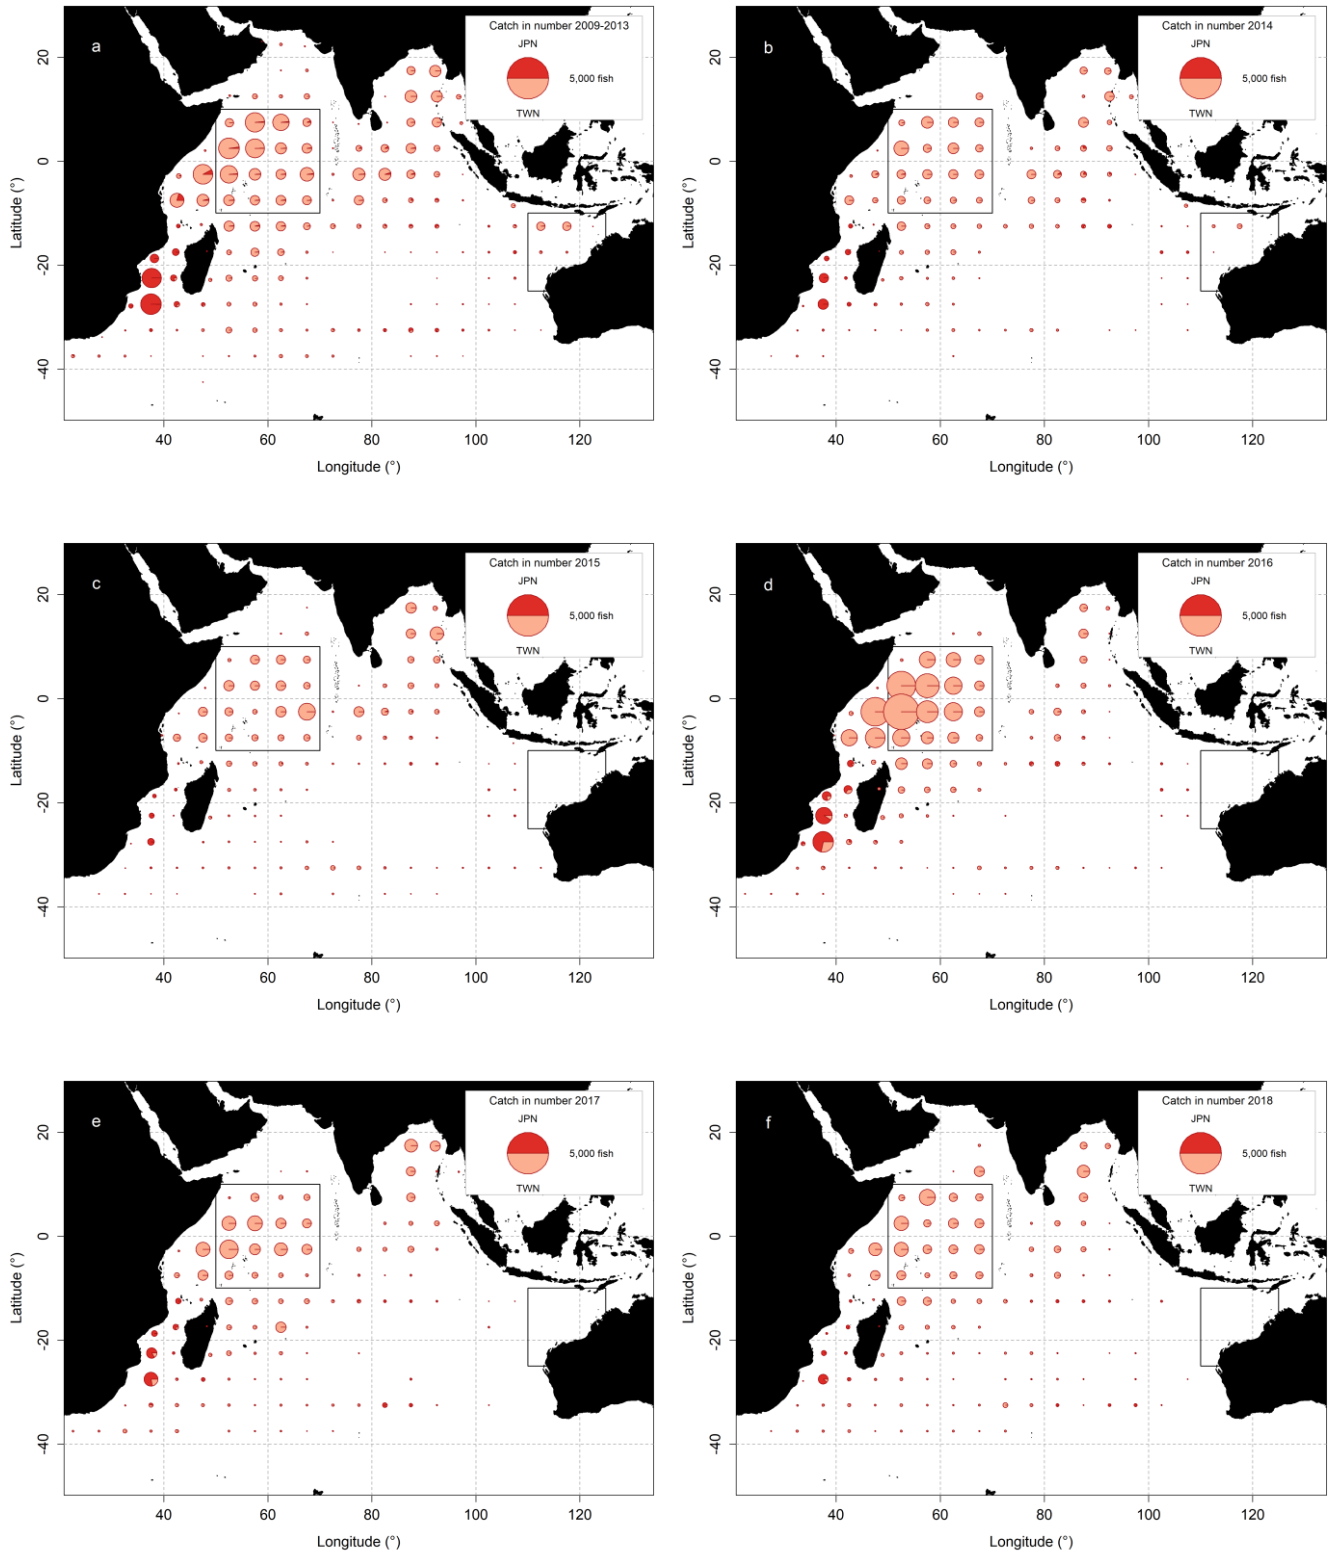 a
Catch in number 2009-2013
JPN
5,000 fish
TWN
20
0
-20
-40
Latitude (°)
40
60
80
100
120
Longitude (°)
b
Catch in number 2014
JPN
5,000 fish
TWN
20
0
-20
-40
Latitude (°)
40
60
80
100
120
Longitude (°)
c
Catch in number 2015
JPN
5,000 fish
TWN
20
0
-20
-40
Latitude (°)
40
60
80
100
120
Longitude (°)
d
Catch in number 2016
JPN
5,000 fish
TWN
20
0
-20
-40
Latitude (°)
40
60
80
100
120
Longitude (°)
e
Catch in number 2017
JPN
5,000 fish
TWN
20
0
-20
-40
Latitude (°)
40
60
80
100
120
Longitude (°)
f
Catch in number 2018
JPN
5,000 fish
TWN
20
0
-20
-40
Latitude (°)
40
60
80
100
120
Longitude (°)